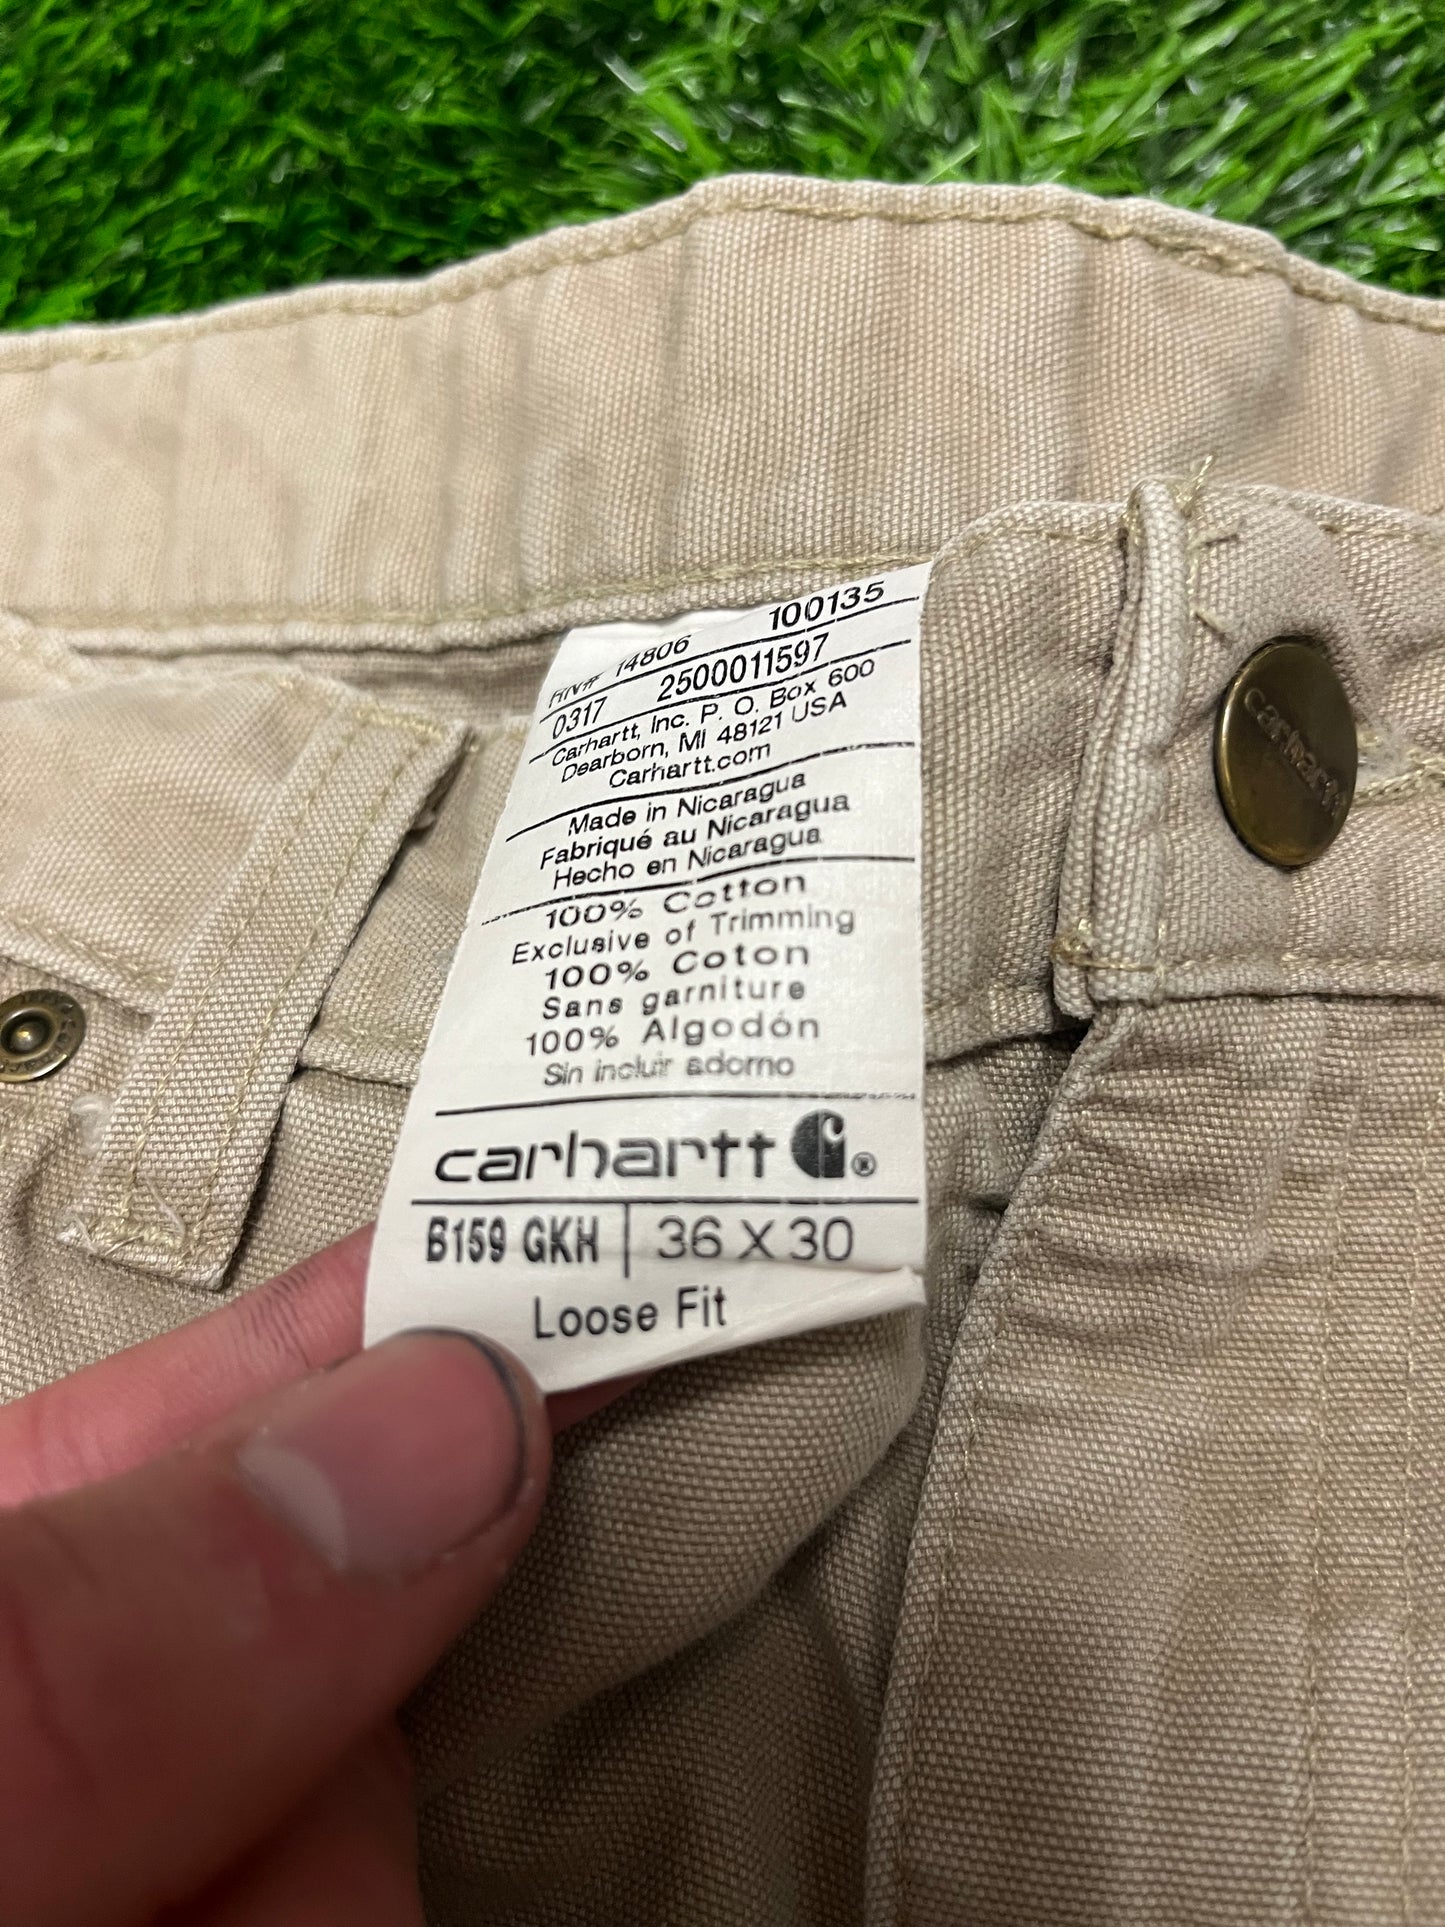 RN# 14806 100135
0317 2500011597
Carhartt, Inc. P. O. Box 600
Dearborn, MI 48121 USA
Carhartt.com
Made in Nicaragua
Fabriqué au Nicaragua
Hecho en Nicaragua
100% Cotton
Exclusive of Trimming
100% Coton
Sans garniture
100% Algodón
Sin incluir adorno
carhartt ®
B159 GKH | 36 X 30
Loose Fit
carhartt